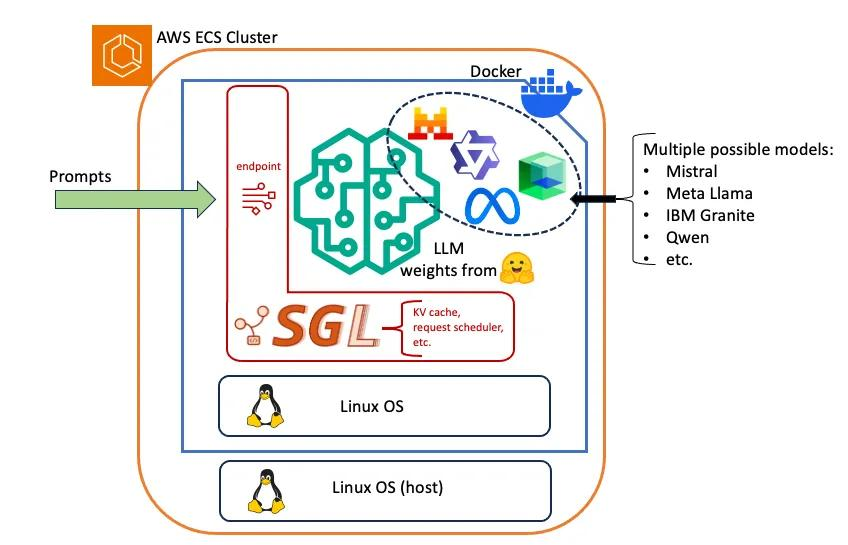 AWS ECS Cluster
Docker
endpoint
Prompts
Multiple possible models:
• Mistral
• Meta Llama
• IBM Granite
• Qwen
• etc.
LLM
weights from
SGL
KV cache,
request scheduler,
etc.
Linux OS
Linux OS (host)